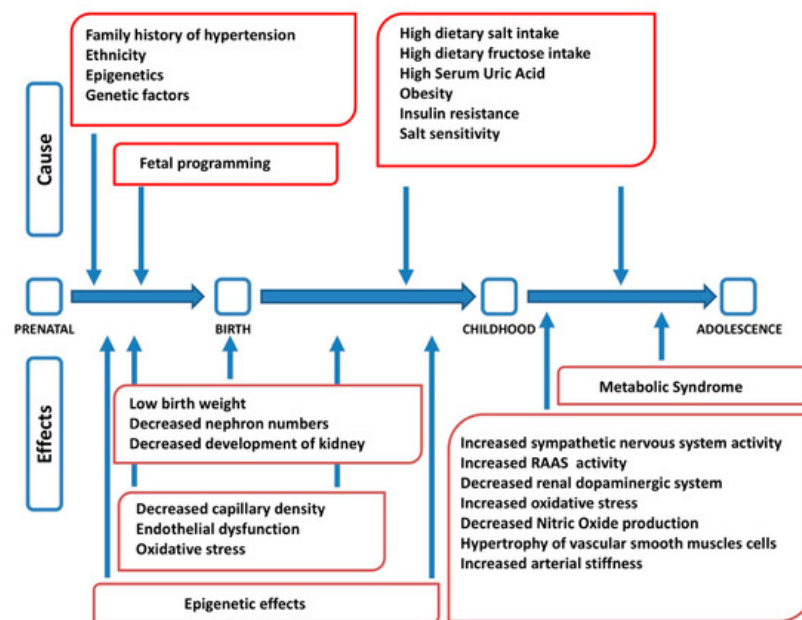 Family history of hypertension
Ethnicity
Epigenetics
Genetic factors
High dietary salt intake
High dietary fructose intake
High Serum Uric Acid
Obesity
Insulin resistance
Salt sensitivity
Cause
Fetal programming
PRENATAL
BIRTH
CHILDHOOD
ADOLESCENCE
Effects
Low birth weight
Decreased nephron numbers
Decreased development of kidney
Metabolic Syndrome
Decreased capillary density
Endothelial dysfunction
Oxidative stress
Increased sympathetic nervous system activity
Increased RAAS activity
Decreased renal dopaminergic system
Increased oxidative stress
Decreased Nitric Oxide production
Hypertrophy of vascular smooth muscles cells
Increased arterial stiffness
Epigenetic effects